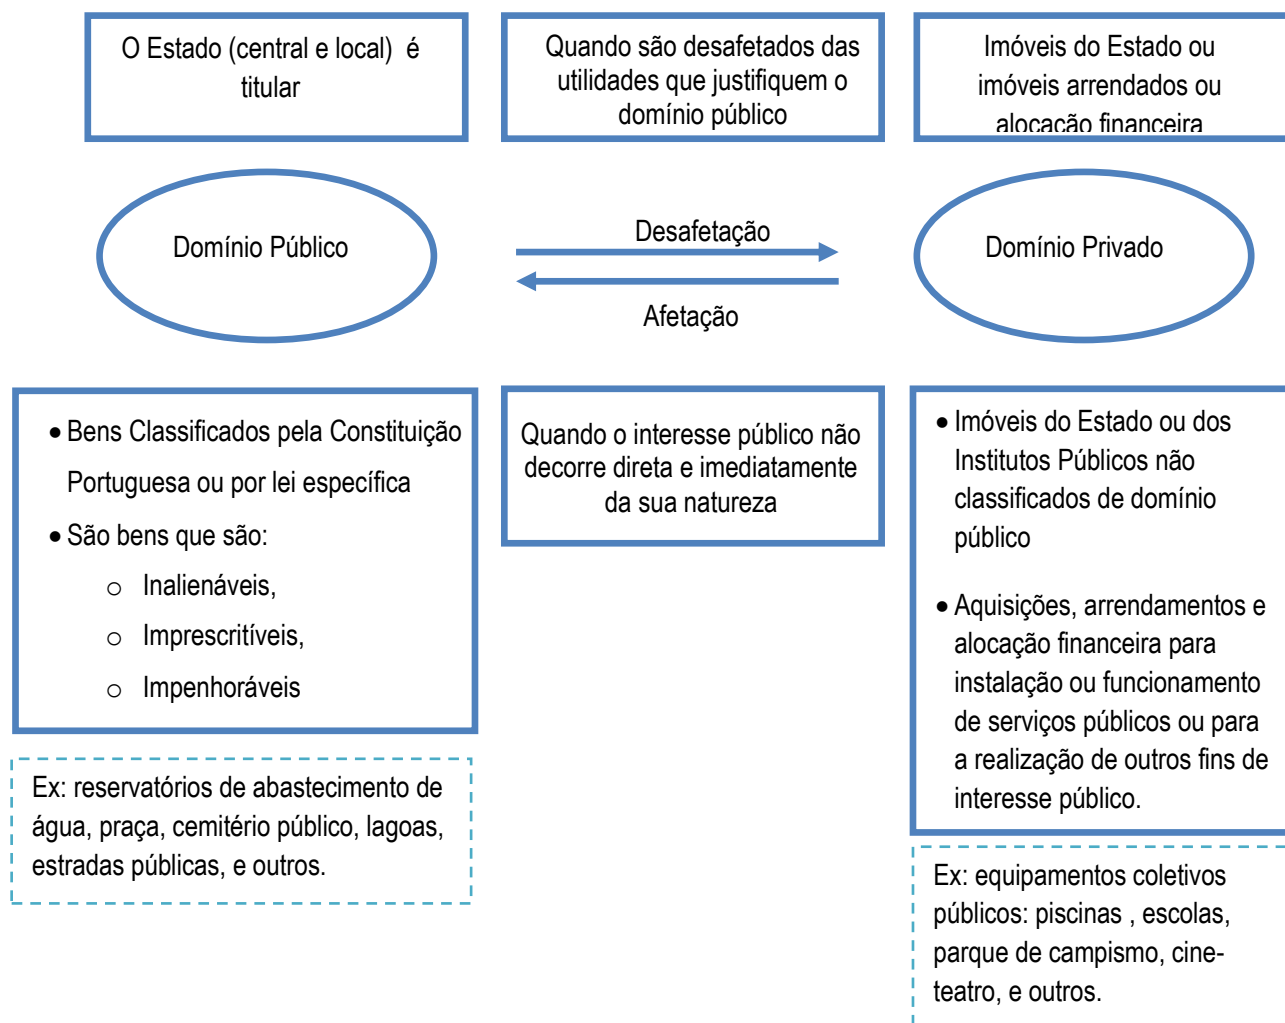 O Estado (central e local)  é
titular
Quando são desafetados das
utilidades que justifiquem o
domínio público
Imóveis do Estado ou
imóveis arrendados ou
alocação financeira
Domínio Público
Desafetação
Afetação
Domínio Privado
• Bens Classificados pela Constituição
Portuguesa ou por lei específica
• São bens que são:
o Inalienáveis,
o Imprescritíveis,
o Impenhoráveis
Quando o interesse público não
decorre direta e imediatamente
da sua natureza
• Imóveis do Estado ou dos
Institutos Públicos não
classificados de domínio
público
• Aquisições, arrendamentos e
alocação financeira para
instalação ou funcionamento
de serviços públicos ou para
a realização de outros fins de
interesse público.
Ex: reservatórios de abastecimento de
água, praça, cemitério público, lagoas,
estradas públicas, e outros.
Ex: equipamentos coletivos
públicos: piscinas , escolas,
parque de campismo, cine-
teatro, e outros.